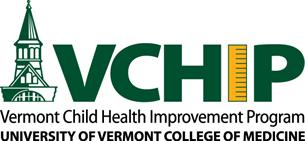 VCHIP
Vermont Child Health Improvement Program
UNIVERSITY OF VERMONT COLLEGE OF MEDICINE